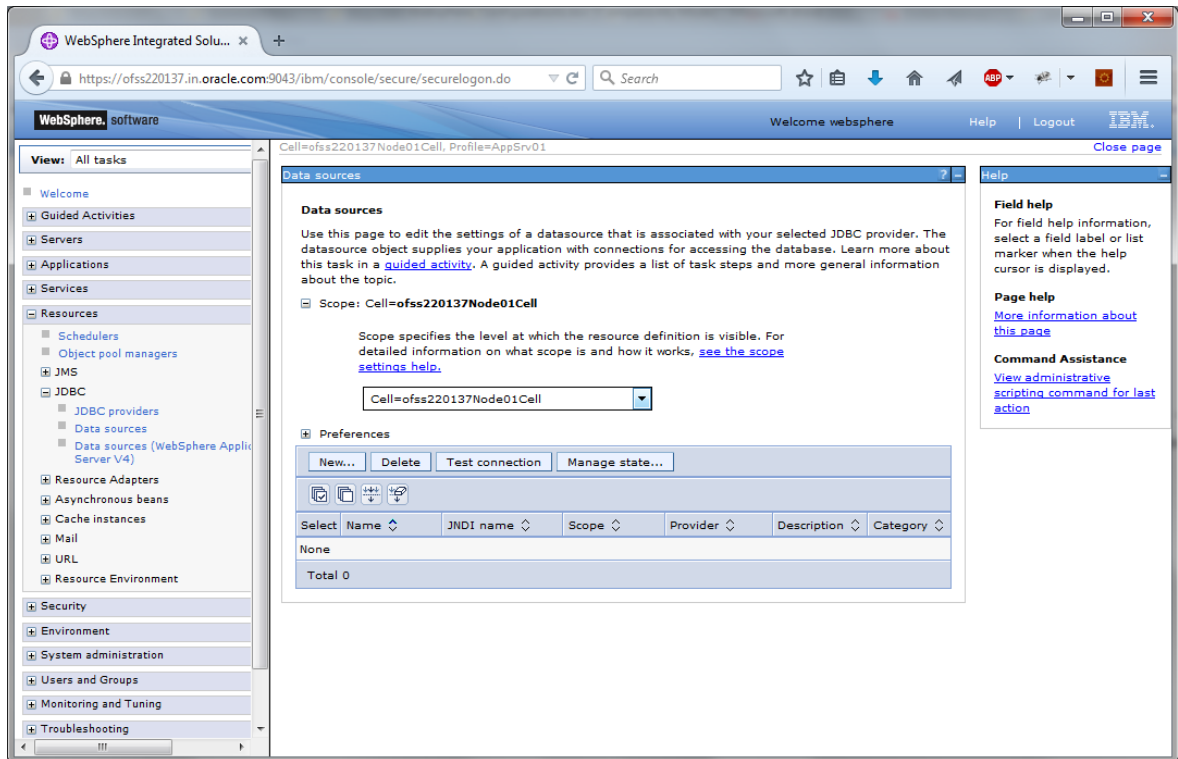 WebSphere Integrated Solu... × +
https://ofss220137.in.oracle.com:9043/ibm/console/secure/securelogon.do
Search
ABP
WebSphere. software
Welcome websphere
Help | Logout
IBM.
View: All tasks
Welcome
Guided Activities
Servers
Applications
Services
Resources
Schedulers
Object pool managers
JMS
JDBC
JDBC providers
Data sources
Data sources (WebSphere Applic
Server V4)
Resource Adapters
Asynchronous beans
Cache instances
Mail
URL
Resource Environment
Security
Environment
System administration
Users and Groups
Monitoring and Tuning
Troubleshooting
Cell=ofss220137Node01Cell, Profile=AppSrv01
Close page
Data sources ? -
Data sources
Use this page to edit the settings of a datasource that is associated with your selected JDBC provider. The
datasource object supplies your application with connections for accessing the database. Learn more about
this task in a guided activity. A guided activity provides a list of task steps and more general information
about the topic.
Scope: Cell=ofss220137Node01Cell
Scope specifies the level at which the resource definition is visible. For
detailed information on what scope is and how it works, see the scope
settings help.
Cell=ofss220137Node01Cell
Preferences
New... Delete Test connection Manage state...
Select Name JNDI name Scope Provider Description Category
None
Total 0
Help -
Field help
For field help information,
select a field label or list
marker when the help
cursor is displayed.
Page help
More information about
this page
Command Assistance
View administrative
scripting command for last
action